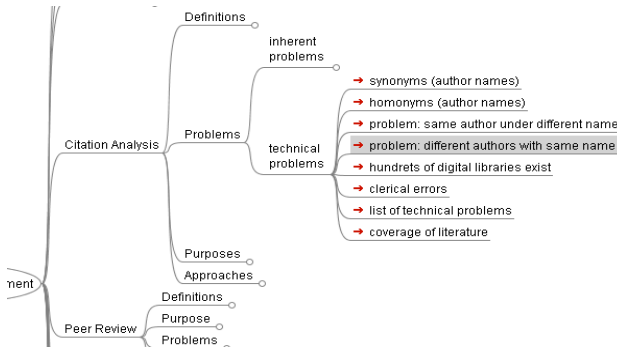 Definitions
inherent
problems
synonyms (author names)
homonyms (author names)
problem: same author under different name
Citation Analysis
Problems
technical
problems
problem: different authors with same name
hundrets of digital libraries exist
clerical errors
list of technical problems
coverage of literature
Purposes
Approaches
ment
Definitions
Peer Review
Purpose
Problems